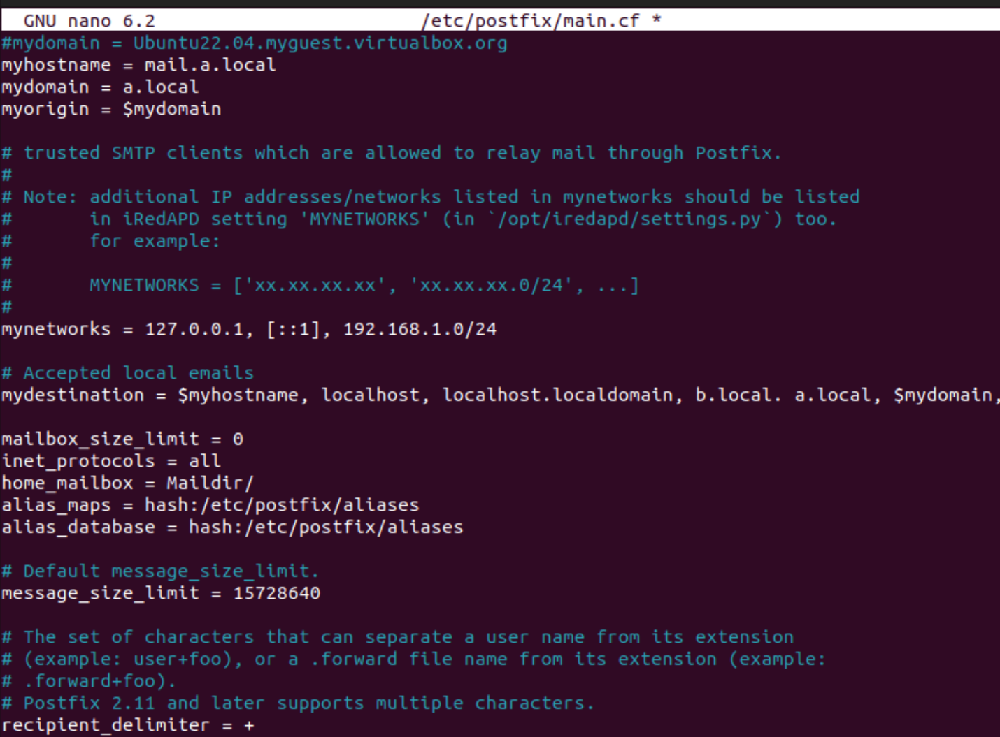 GNU nano 6.2 /etc/postfix/main.cf *
#mydomain = Ubuntu22.04.myguest.virtualbox.org
myhostname = mail.a.local
mydomain = a.local
myorigin = $mydomain
# trusted SMTP clients which are allowed to relay mail through Postfix.
#
# Note: additional IP addresses/networks listed in mynetworks should be listed
#       in iRedAPD setting 'MYNETWORKS' (in `/opt/iredapd/settings.py`) too.
#       for example:
#
#       MYNETWORKS = ['xx.xx.xx.xx', 'xx.xx.xx.0/24', ...]
#
mynetworks = 127.0.0.1, [::1], 192.168.1.0/24
# Accepted local emails
mydestination = $myhostname, localhost, localhost.localdomain, b.local. a.local, $mydomain,
mailbox_size_limit = 0
inet_protocols = all
home_mailbox = Maildir/
alias_maps = hash:/etc/postfix/aliases
alias_database = hash:/etc/postfix/aliases
# Default message_size_limit.
message_size_limit = 15728640
# The set of characters that can separate a user name from its extension
# (example: user+foo), or a .forward file name from its extension (example:
# .forward+foo).
# Postfix 2.11 and later supports multiple characters.
recipient_delimiter = +